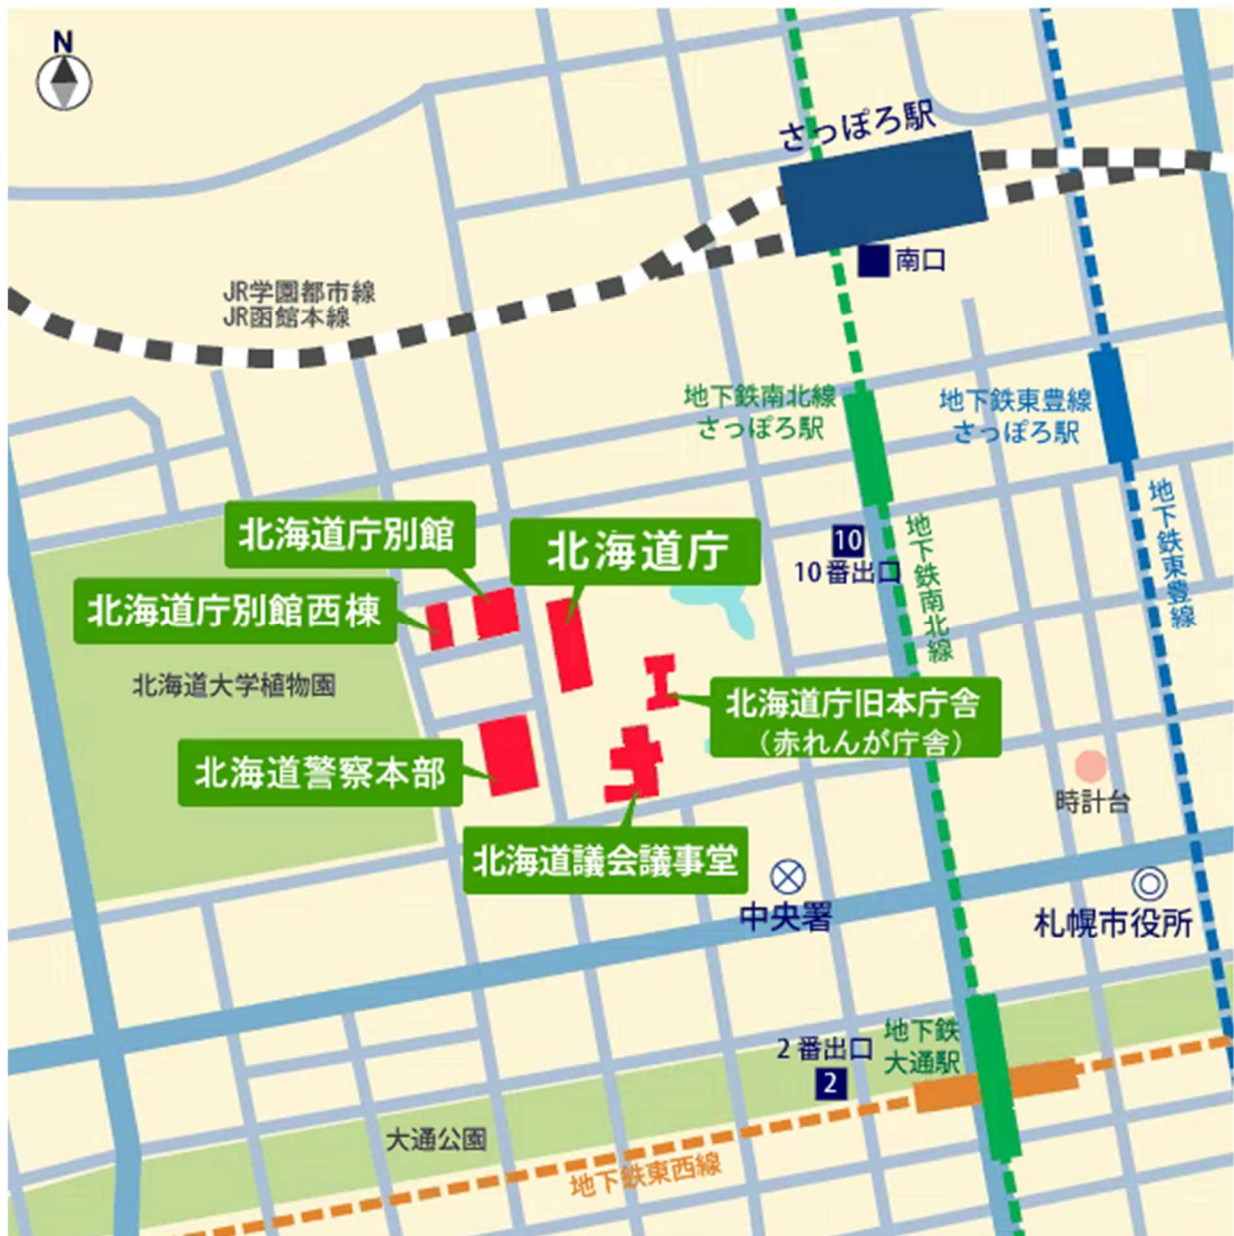 N
さっぽろ駅
南口
JR学園都市線
JR函館本線
地下鉄南北線
さっぽろ駅
地下鉄東豊線
さっぽろ駅
地下鉄東豊線
北海道庁別館
北海道庁
10
10番出口
地下鉄南北線
北海道庁別館西棟
北海道大学植物園
北海道庁旧本庁舎
（赤れんが庁舎）
北海道警察本部
時計台
北海道議会議事堂
中央署
札幌市役所
2番出口
2
地下鉄
大通駅
大通公園
地下鉄東西線